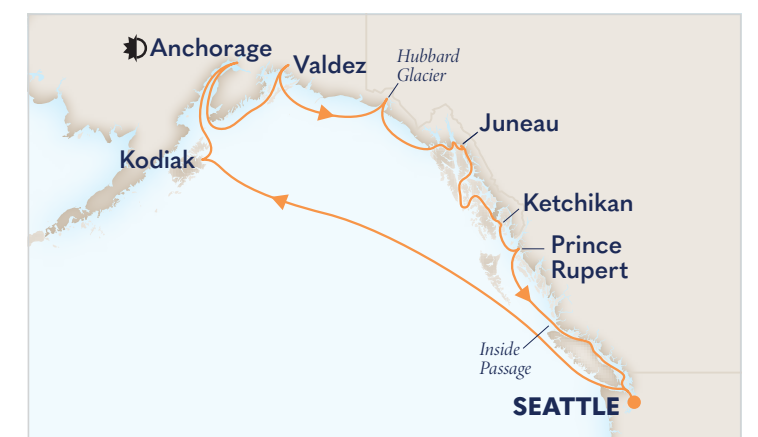 Anchorage
Valdez
Hubbard
Glacier
Juneau
Kodiak
Ketchikan
Prince
Rupert
Inside
Passage
SEATTLE